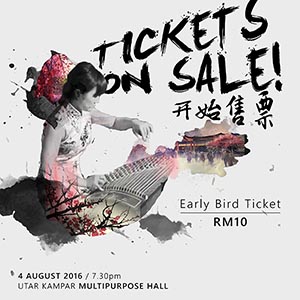 TICKETS
ON SALE!
开始售票
Early Bird Ticket
RM10
4 AUGUST 2016 / 7.30pm
UTAR KAMPAR MULTIPURPOSE HALL